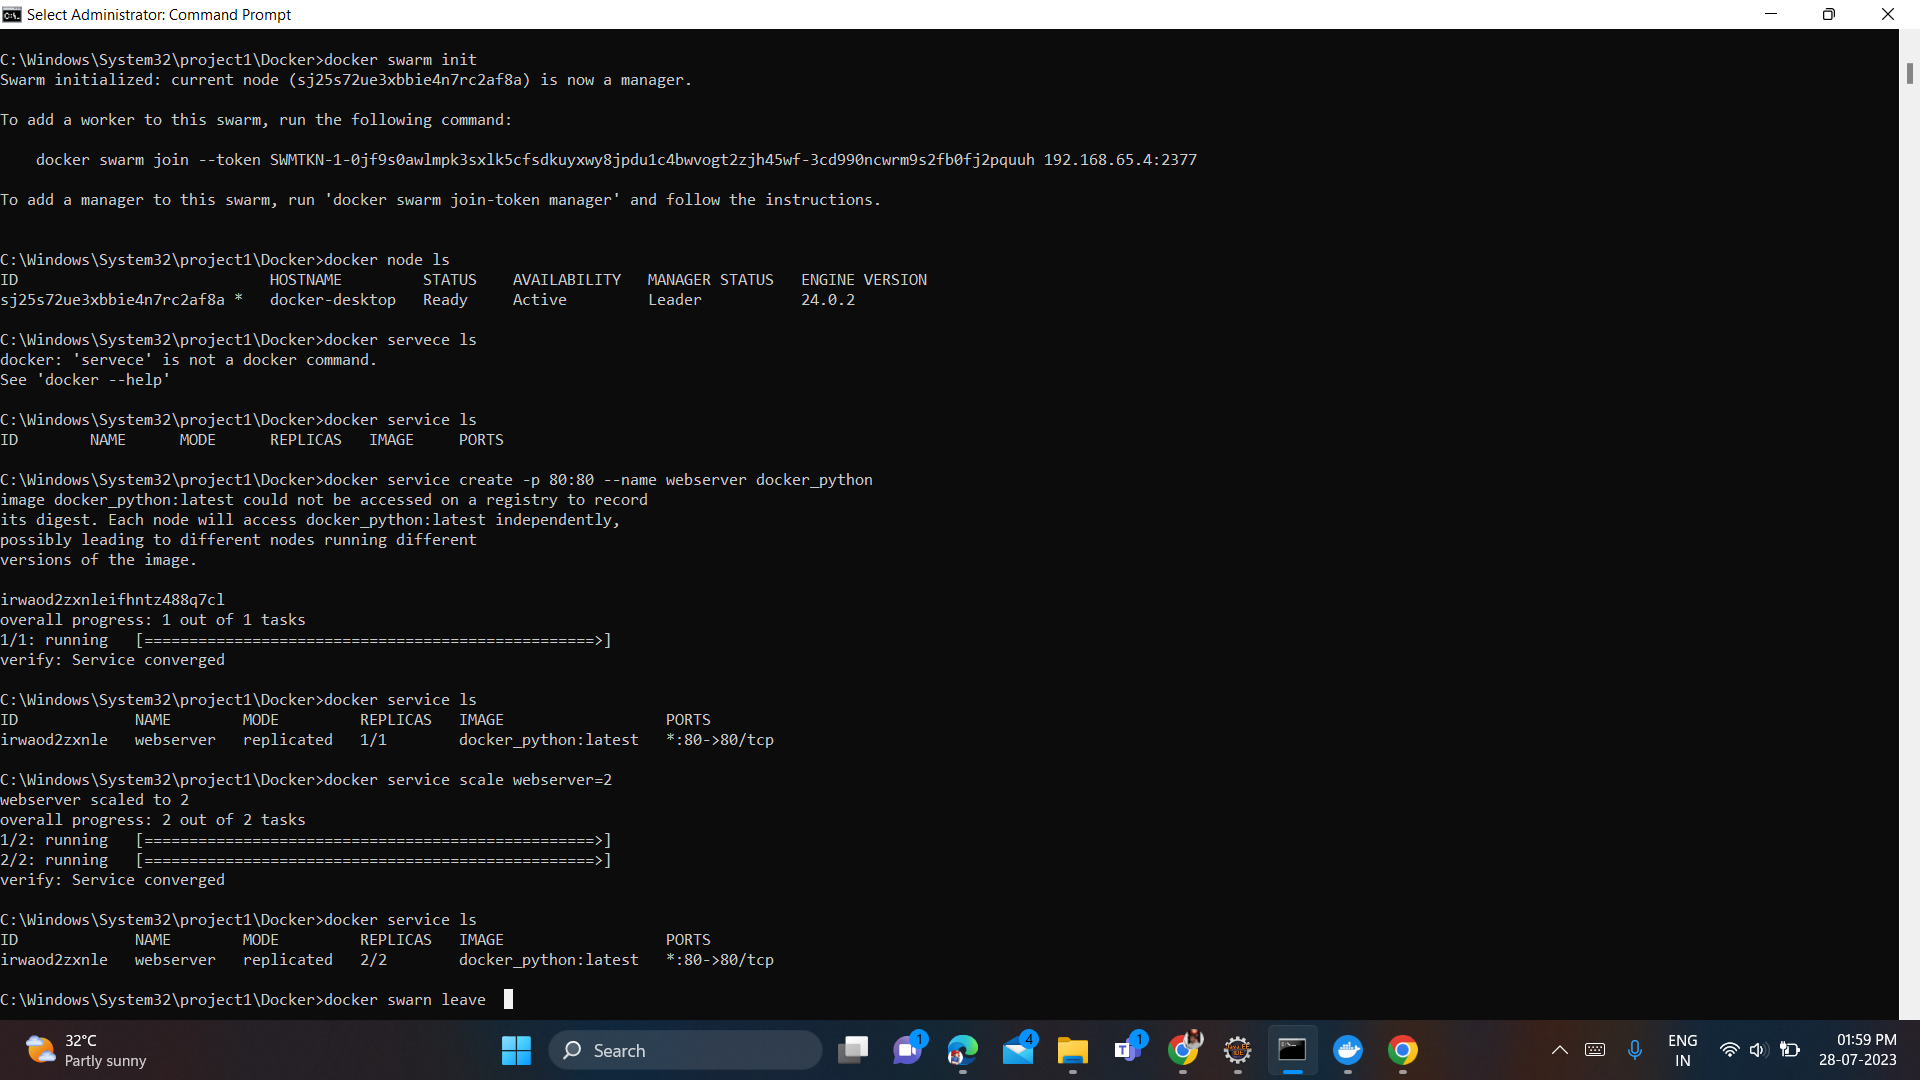 Select Administrator: Command Prompt
C:\Windows\System32\project1\Docker>docker swarm init
Swarm initialized: current node (sj25s72ue3xbbie4n7rc2af8a) is now a manager.
To add a worker to this swarm, run the following command:
docker swarm join --token SWMTKN-1-0jf9s0awlmpk3sxlk5cfsdkuyxwy8jpdu1c4bwvogt2zjh45wf-3cd990ncwrm9s2fb0fj2pquuh 192.168.65.4:2377
To add a manager to this swarm, run 'docker swarm join-token manager' and follow the instructions.
C:\Windows\System32\project1\Docker>docker node ls
ID HOSTNAME STATUS AVAILABILITY MANAGER STATUS ENGINE VERSION
sj25s72ue3xbbie4n7rc2af8a * docker-desktop Ready Active Leader 24.0.2
C:\Windows\System32\project1\Docker>docker servece ls
docker: 'servece' is not a docker command.
See 'docker --help'
C:\Windows\System32\project1\Docker>docker service ls
ID NAME MODE REPLICAS IMAGE PORTS
C:\Windows\System32\project1\Docker>docker service create -p 80:80 --name webserver docker_python
image docker_python:latest could not be accessed on a registry to record
its digest. Each node will access docker_python:latest independently,
possibly leading to different nodes running different
versions of the image.
irwaod2zxnleifhntz488q7cl
overall progress: 1 out of 1 tasks
1/1: running [==================================================>]
verify: Service converged
C:\Windows\System32\project1\Docker>docker service ls
ID NAME MODE REPLICAS IMAGE PORTS
irwaod2zxnle webserver replicated 1/1 docker_python:latest *:80->80/tcp
C:\Windows\System32\project1\Docker>docker service scale webserver=2
webserver scaled to 2
overall progress: 2 out of 2 tasks
1/2: running [==================================================>]
2/2: running [==================================================>]
verify: Service converged
C:\Windows\System32\project1\Docker>docker service ls
ID NAME MODE REPLICAS IMAGE PORTS
irwaod2zxnle webserver replicated 2/2 docker_python:latest *:80->80/tcp
C:\Windows\System32\project1\Docker>docker swarn leave
32°C
Partly sunny
Search
1
4
1
ENG
IN
01:59 PM
28-07-2023